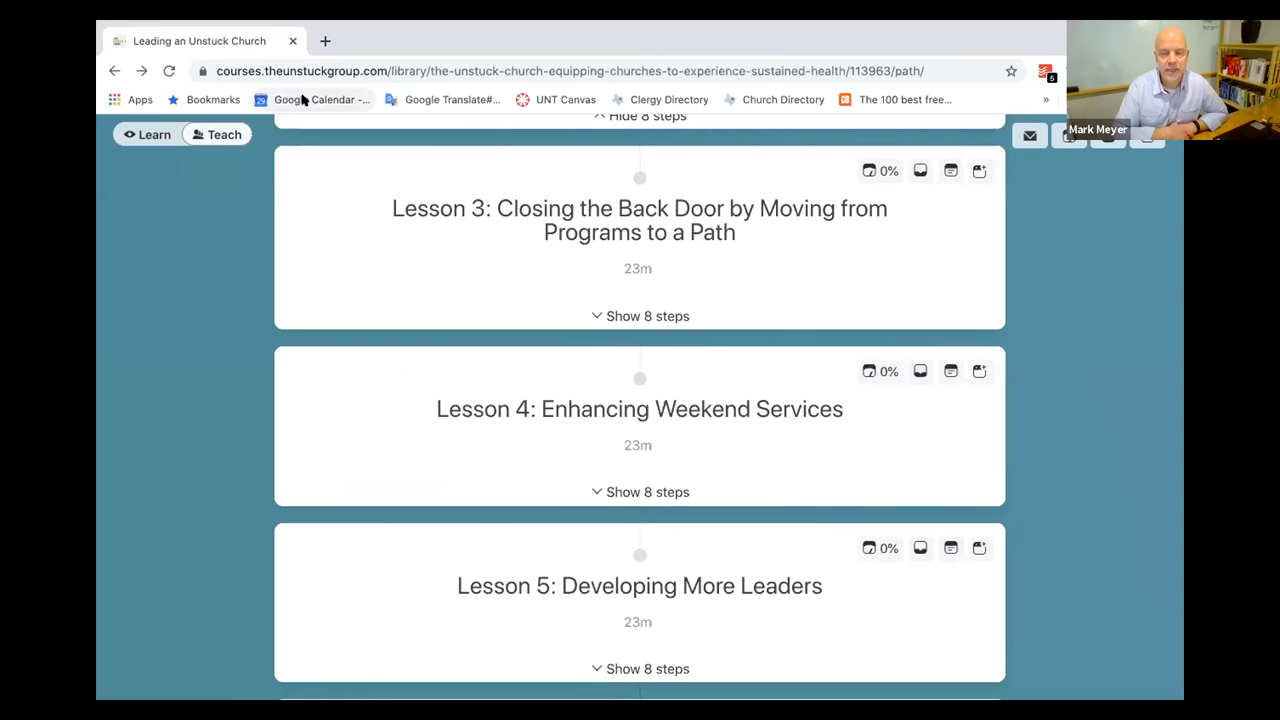 Leading an Unstuck Church
courses.theunstuckgroup.com/library/the-unstuck-church-equipping-churches-to-experience-sustained-health/113963/path/
5
Apps Bookmarks 29 Calendar -... Google Translate#... UNT Canvas Clergy Directory Church Directory The 100 best free... »
Mark Meyer
Learn Teach
Hide 8 steps
0%
Lesson 3: Closing the Back Door by Moving from
Programs to a Path
23m
Show 8 steps
0%
Lesson 4: Enhancing Weekend Services
23m
Show 8 steps
0%
Lesson 5: Developing More Leaders
23m
Show 8 steps